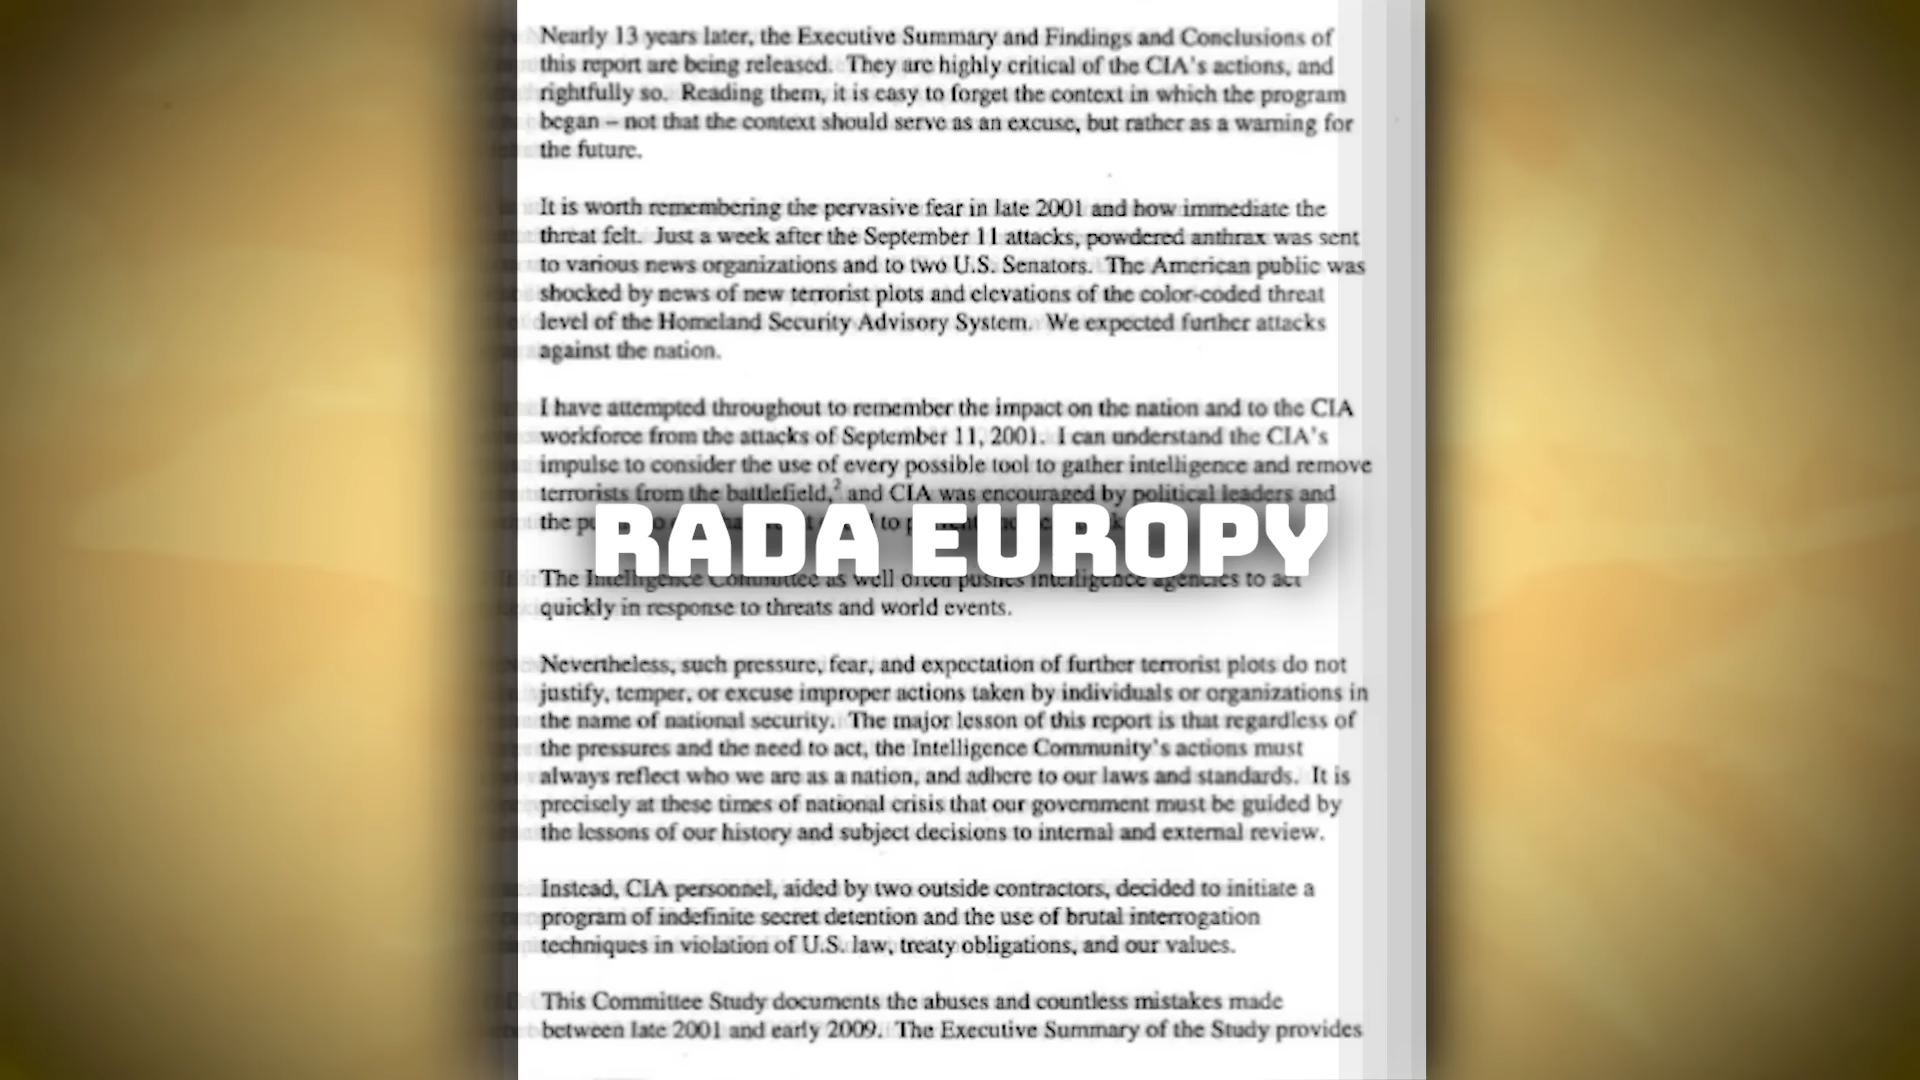 Nearly 13 years later, the Executive Summary and Findings and Conclusions of
this report are being released. They are highly critical of the CIA's actions, and
rightfully so. Reading them, it is easy to forget the context in which the program
began – not that the context should serve as an excuse, but rather as a warning for
the future.
It is worth remembering the pervasive fear in late 2001 and how immediate the
threat felt. Just a week after the September 11 attacks, powdered anthrax was sent
to various news organizations and to two U.S. Senators. The American public was
shocked by news of new terrorist plots and elevations of the color-coded threat
level of the Homeland Security Advisory System. We expected further attacks
against the nation.
I have attempted throughout to remember the impact on the nation and to the CIA
workforce from the attacks of September 11, 2001. I can understand the CIA's
impulse to consider the use of every possible tool to gather intelligence and remove
terrorists from the battlefield,² and CIA was encouraged by political leaders and
the to
RADA EUROPY
The Intelligence Committee as well often pushes intelligence agencies to act
quickly in response to threats and world events.
Nevertheless, such pressure, fear, and expectation of further terrorist plots do not
justify, temper, or excuse improper actions taken by individuals or organizations in
the name of national security. The major lesson of this report is that regardless of
the pressures and the need to act, the Intelligence Community's actions must
always reflect who we are as a nation, and adhere to our laws and standards. It is
precisely at these times of national crisis that our government must be guided by
the lessons of our history and subject decisions to internal and external review.
Instead, CIA personnel, aided by two outside contractors, decided to initiate a
program of indefinite secret detention and the use of brutal interrogation
techniques in violation of U.S. law, treaty obligations, and our values.
This Committee Study documents the abuses and countless mistakes made
between late 2001 and early 2009. The Executive Summary of the Study provides